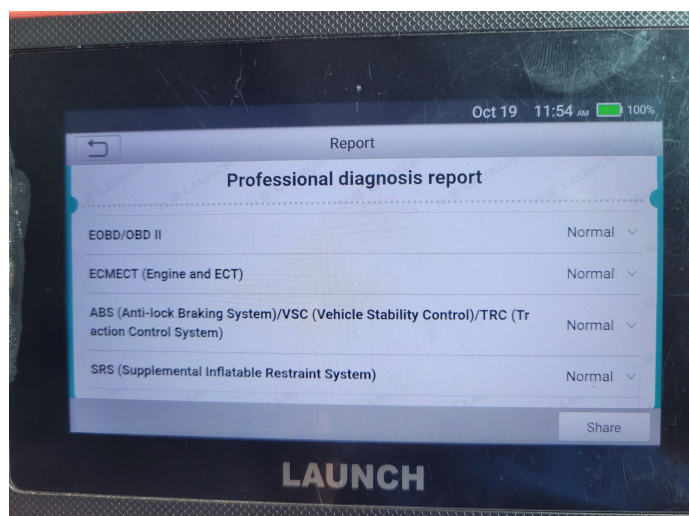 Oct 19 11:54 AM 100%
Report
Professional diagnosis report
EOBD/OBD II Normal
ECMECT (Engine and ECT) Normal
ABS (Anti-lock Braking System)/VSC (Vehicle Stability Control)/TRC (Tr
action Control System) Normal
SRS (Supplemental Inflatable Restraint System) Normal
Share
LAUNCH